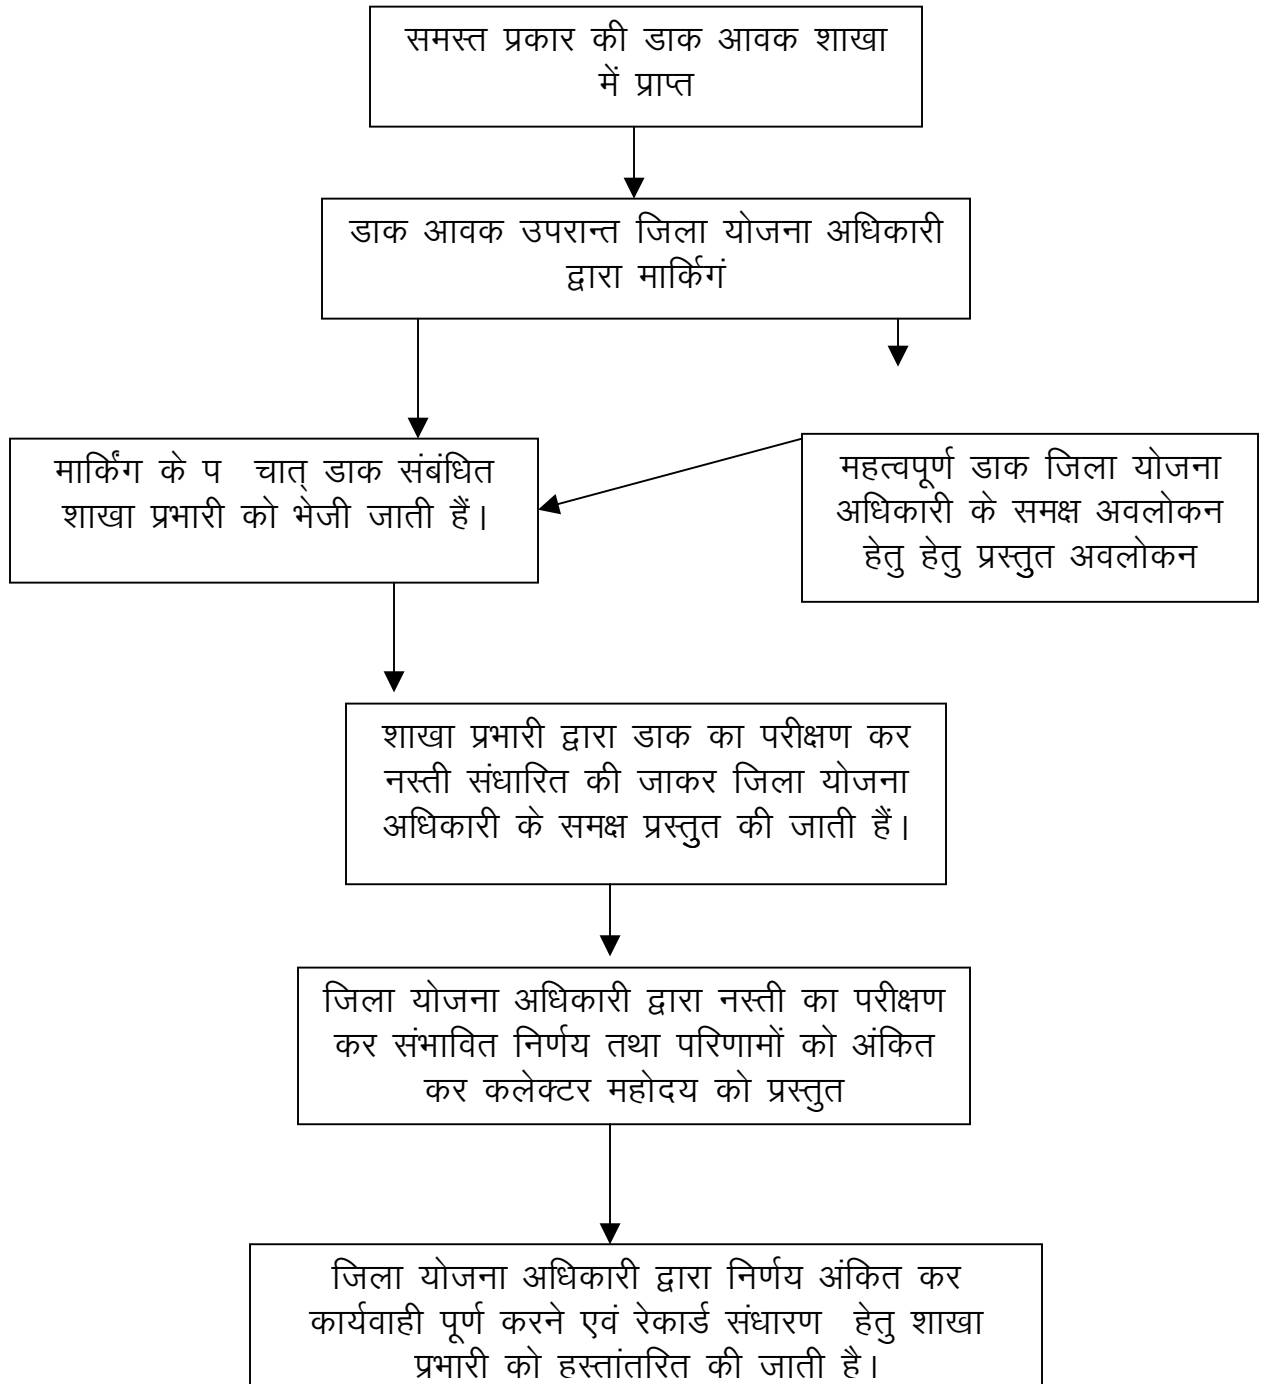 समस्त प्रकार की डाक आवक शाखा
में प्राप्त
डाक आवक उपरान्त जिला योजना अधिकारी
द्वारा मार्किगं
मार्किंग के प चात् डाक संबंधित
शाखा प्रभारी को भेजी जाती हैं।
महत्वपूर्ण डाक जिला योजना
अधिकारी के समक्ष अवलोकन
हेतु हेतु प्रस्तुत अवलोकन
शाखा प्रभारी द्वारा डाक का परीक्षण कर
नस्ती संधारित की जाकर जिला योजना
अधिकारी के समक्ष प्रस्तुत की जाती हैं।
जिला योजना अधिकारी द्वारा नस्ती का परीक्षण
कर संभावित निर्णय तथा परिणामों को अंकित
कर कलेक्टर महोदय को प्रस्तुत
जिला योजना अधिकारी द्वारा निर्णय अंकित कर
कार्यवाही पूर्ण करने एवं रेकार्ड संधारण हेतु शाखा
प्रभारी को हस्तांतरित की जाती है।